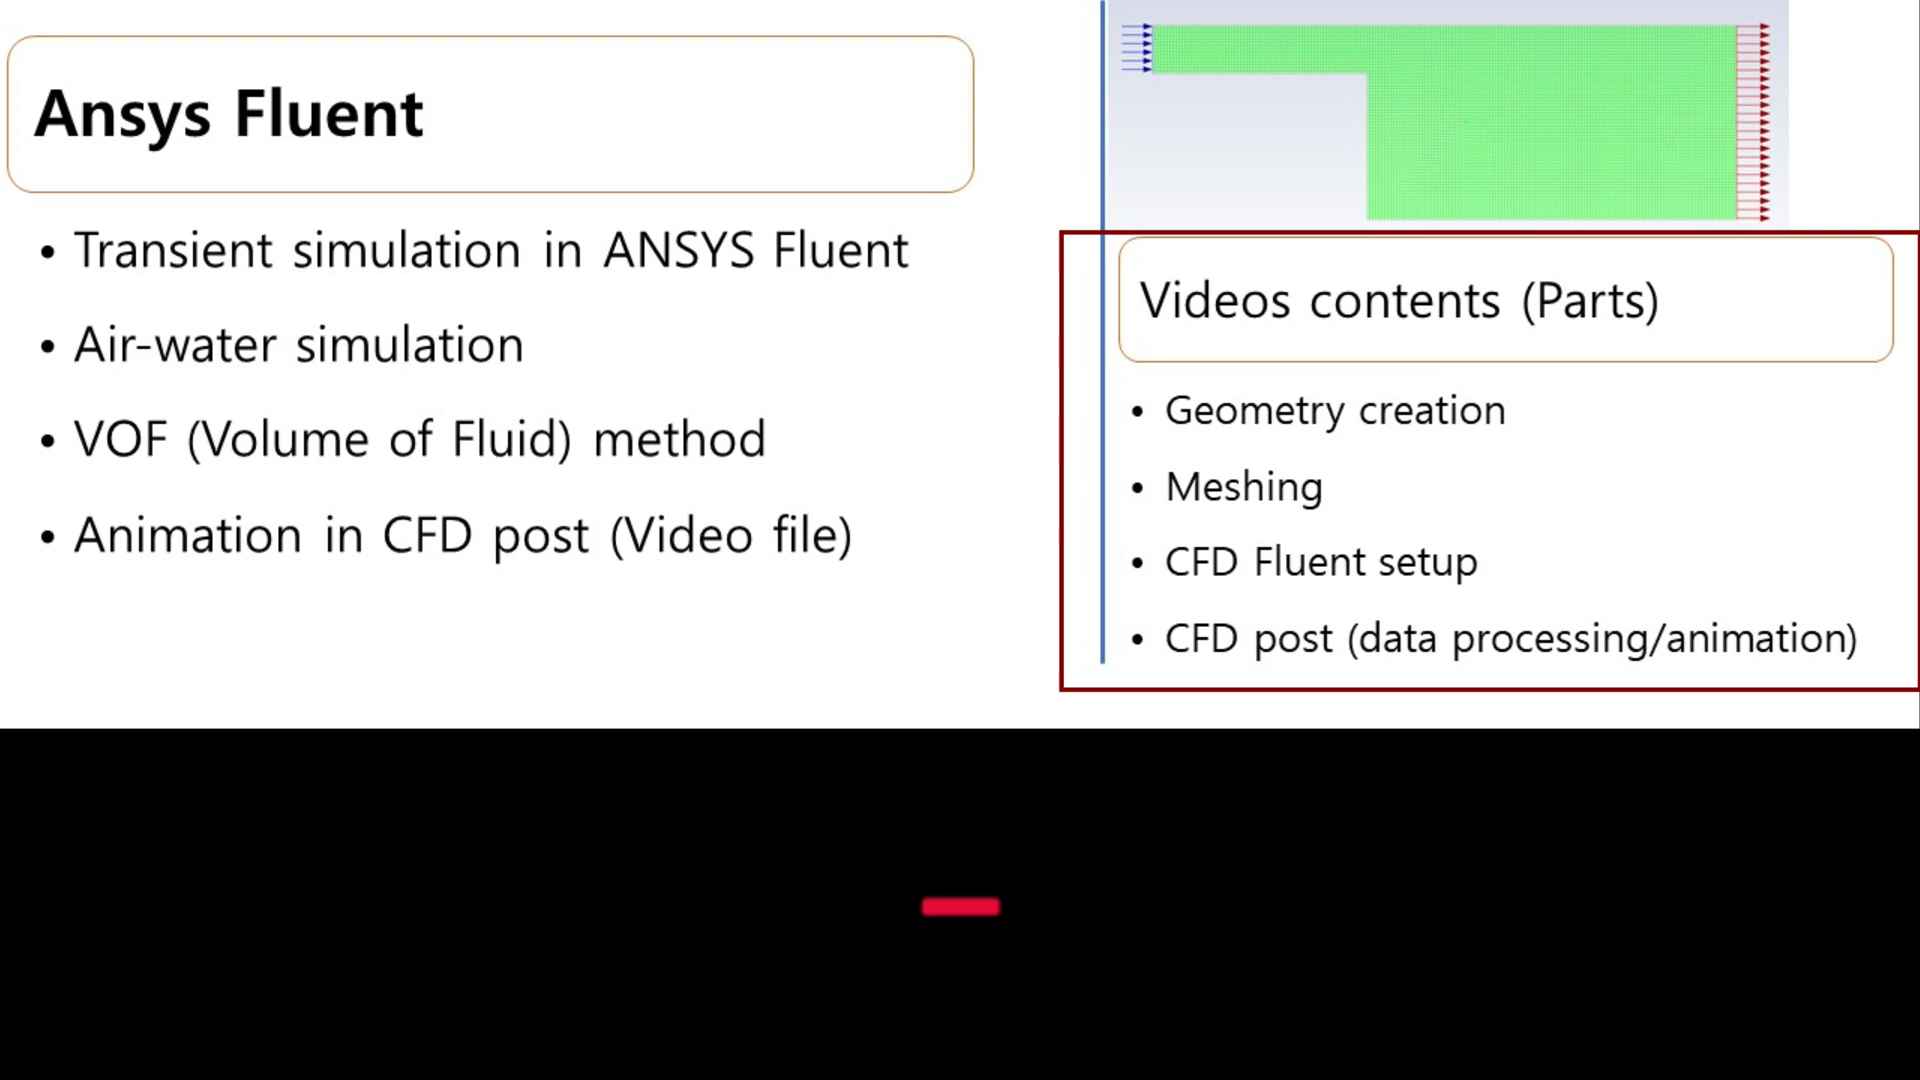 Ansys Fluent
• Transient simulation in ANSYS Fluent
• Air-water simulation
• VOF (Volume of Fluid) method
• Animation in CFD post (Video file)
Videos contents (Parts)
• Geometry creation
• Meshing
• CFD Fluent setup
• CFD post (data processing/animation)